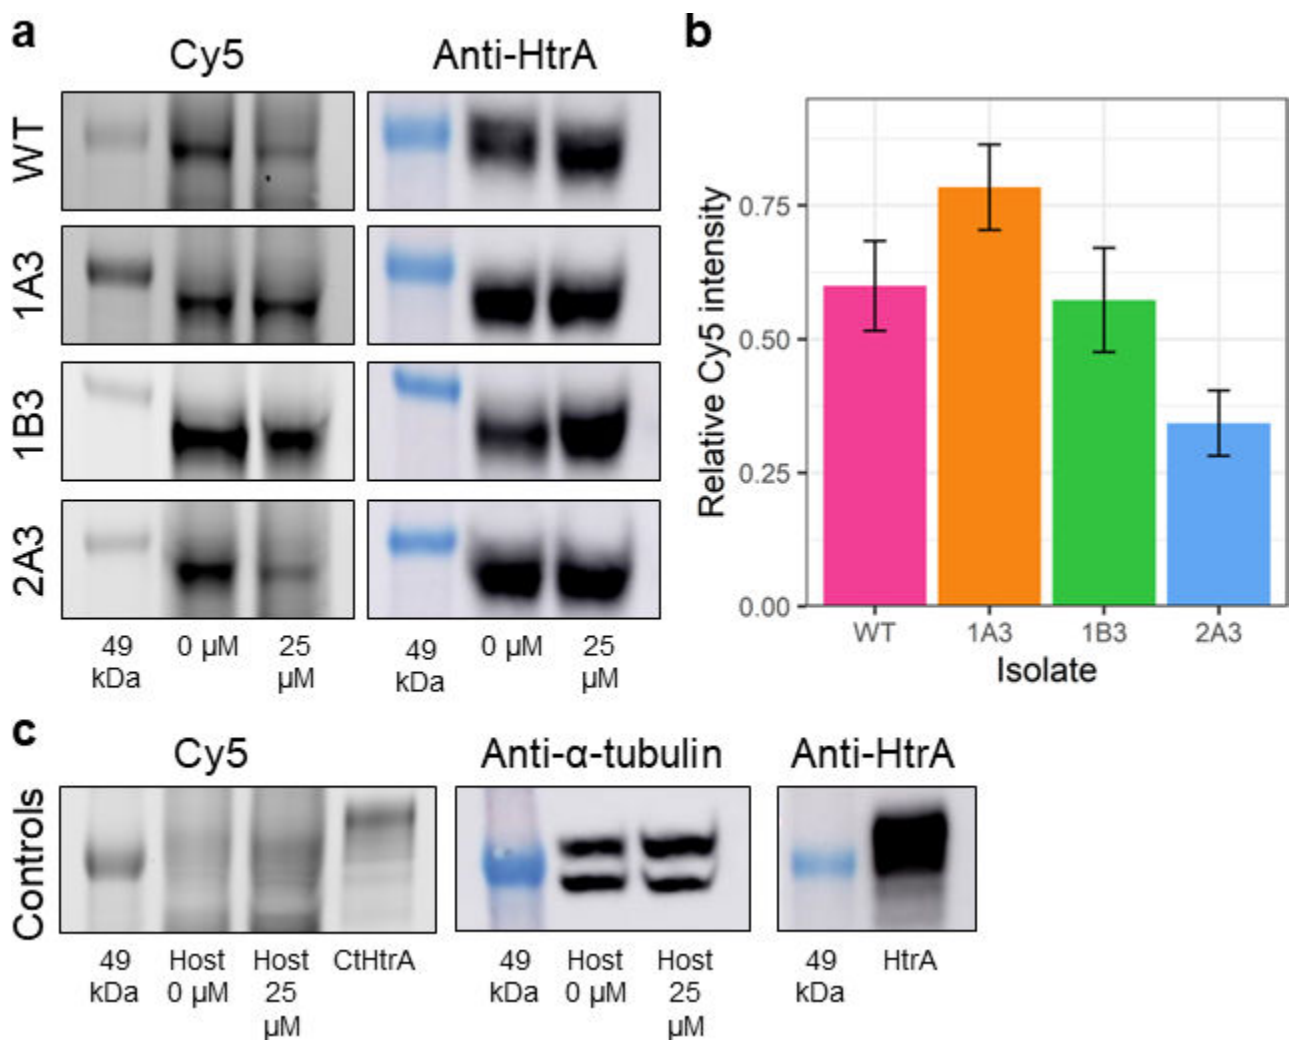 a
Cy5
Anti-HtrA
WT
1A3
1B3
2A3
49
kDa
0 µM
25
µM
49
kDa
0 µM
25
µM
b
Relative Cy5 intensity
0.75
0.50
0.25
0.00
WT
1A3
1B3
2A3
Isolate
c
Cy5
Anti-α-tubulin
Anti-HtrA
Controls
49
kDa
Host
0 µM
Host
25
µM
CtHtrA
49
kDa
Host
0 µM
Host
25
µM
49
kDa
HtrA